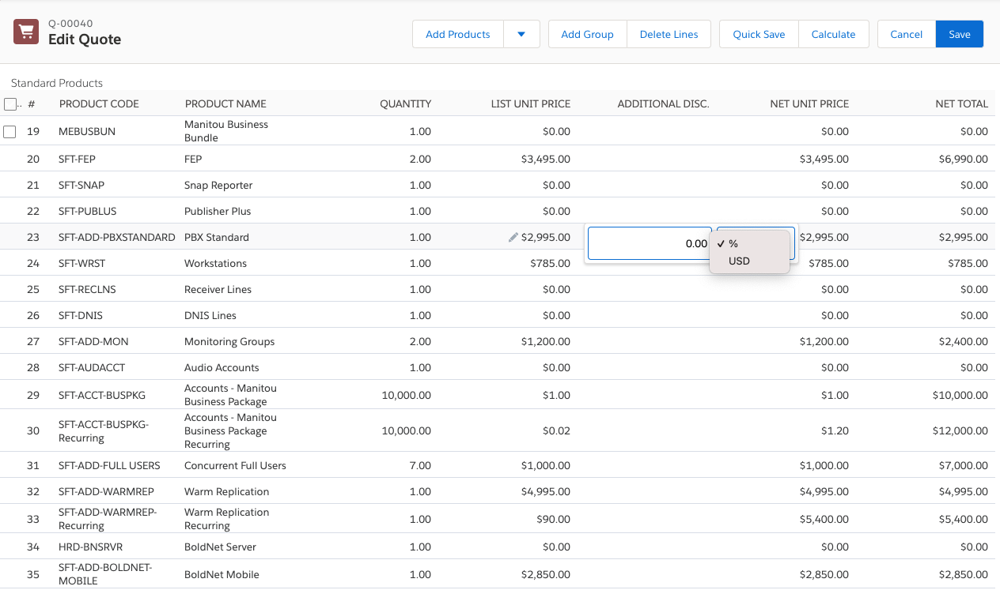 Q-00040
Edit Quote
Add Products ▼ Add Group Delete Lines Quick Save Calculate Cancel Save
Standard Products
.. # PRODUCT CODE PRODUCT NAME QUANTITY LIST UNIT PRICE ADDITIONAL DISC. NET UNIT PRICE NET TOTAL
19 MEBUSBUN Manitou Business 1.00 $0.00 $0.00 $0.00
Bundle
20 SFT-FEP FEP 2.00 $3,495.00 $3,495.00 $6,990.00
21 SFT-SNAP Snap Reporter 1.00 $0.00 $0.00 $0.00
22 SFT-PUBLUS Publisher Plus 1.00 $0.00 $0.00 $0.00
23 SFT-ADD-PBXSTANDARD PBX Standard 1.00 $2,995.00 0.00 ✓ % $2,995.00 $2,995.00
USD
24 SFT-WRST Workstations 1.00 $785.00 $785.00 $785.00
25 SFT-RECLNS Receiver Lines 1.00 $0.00 $0.00 $0.00
26 SFT-DNIS DNIS Lines 1.00 $0.00 $0.00 $0.00
27 SFT-ADD-MON Monitoring Groups 2.00 $1,200.00 $1,200.00 $2,400.00
28 SFT-AUDACCT Audio Accounts 1.00 $0.00 $0.00 $0.00
29 SFT-ACCT-BUSPKG Accounts - Manitou 10,000.00 $1.00 $1.00 $10,000.00
Business Package
30 SFT-ACCT-BUSPKG- Accounts - Manitou 10,000.00 $0.02 $1.20 $12,000.00
Recurring Business Package
Recurring
31 SFT-ADD-FULL USERS Concurrent Full Users 7.00 $1,000.00 $1,000.00 $7,000.00
32 SFT-ADD-WARMREP Warm Replication 1.00 $4,995.00 $4,995.00 $4,995.00
33 SFT-ADD-WARMREP- Warm Replication 1.00 $90.00 $5,400.00 $5,400.00
Recurring Recurring
34 HRD-BNSRVR BoldNet Server 1.00 $0.00 $0.00 $0.00
35 SFT-ADD-BOLDNET- BoldNet Mobile 1.00 $2,850.00 $2,850.00 $2,850.00
MOBILE